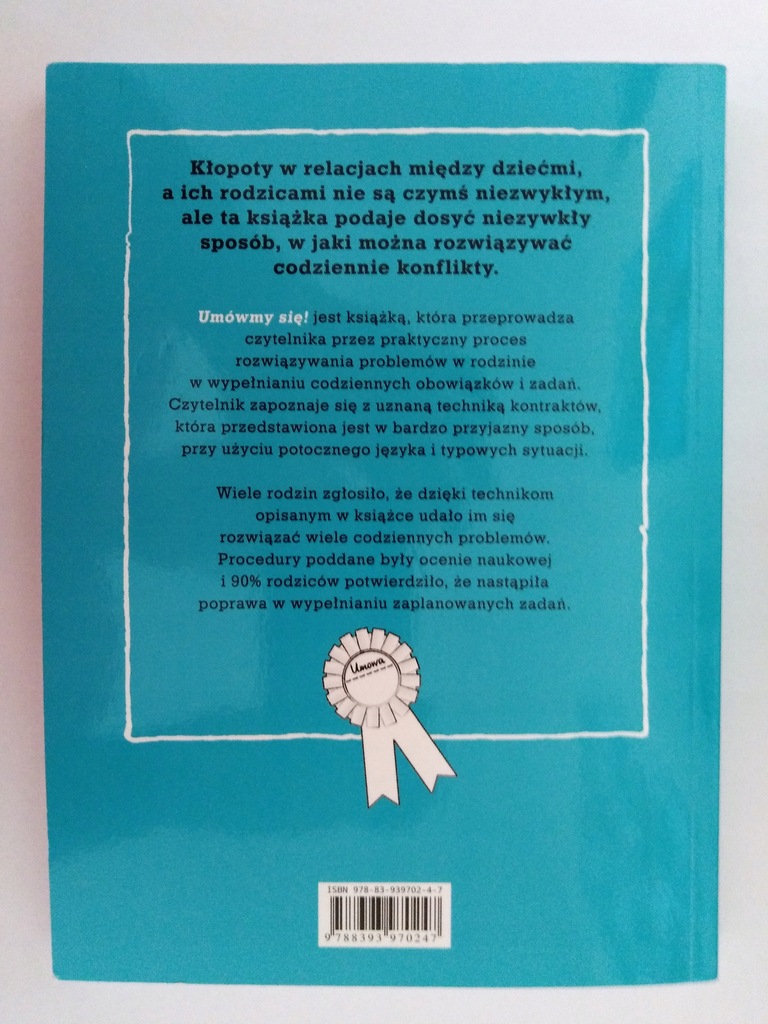 Kłopoty w relacjach między dziećmi,
a ich rodzicami nie są czymś niezwykłym,
ale ta książka podaje dosyć niezywkły
sposób, w jaki można rozwiązywać
codziennie konflikty.
Umówmy się! jest książką, która przeprowadza
czytelnika przez praktyczny proces
rozwiązywania problemów w rodzinie
w wypełnianiu codziennych obowiązków i zadań.
Czytelnik zapoznaje się z uznaną techniką kontraktów,
która przedstawiona jest w bardzo przyjazny sposób,
przy użyciu potocznego języka i typowych sytuacji.
Wiele rodzin zgłosiło, że dzięki technikom
opisanym w książce udało im się
rozwiązać wiele codziennych problemów.
Procedury poddane były ocenie naukowej
i 90% rodziców potwierdziło, że nastąpiła
poprawa w wypełnianiu zaplanowanych zadań.
Umowa
ISBN 978-83-939702-4-7
9 788393 970247